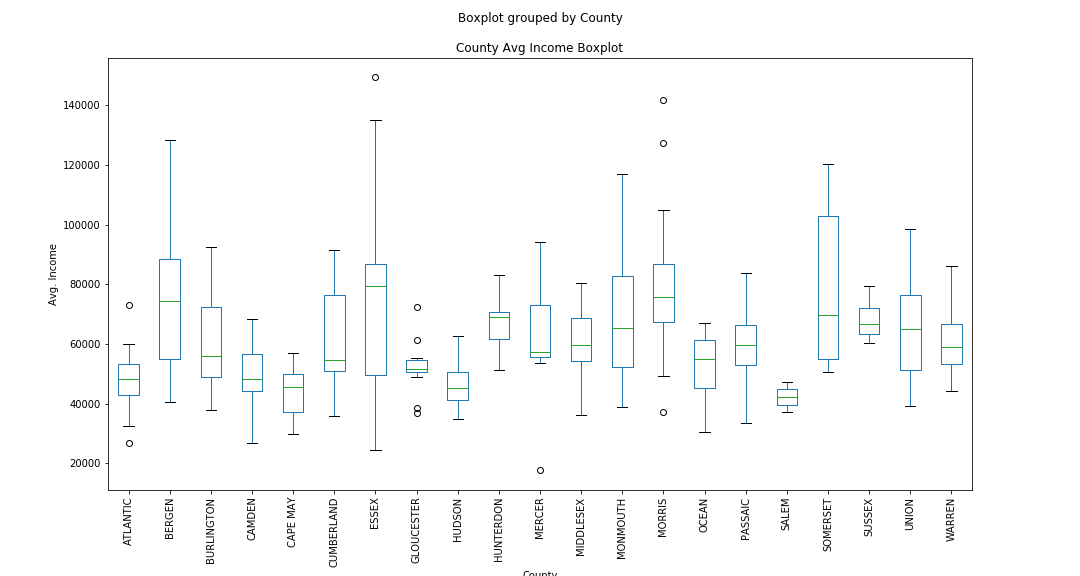 Boxplot grouped by County
County Avg Income Boxplot
140000
120000
100000
80000
60000
40000
20000
Avg. Income
ATLANTIC
BERGEN
BURLINGTON
CAMDEN
CAPE MAY
CUMBERLAND
ESSEX
GLOUCESTER
HUDSON
HUNTERDON
MERCER
MIDDLESEX
MONMOUTH
MORRIS
OCEAN
PASSAIC
SALEM
SOMERSET
SUSSEX
UNION
WARREN
County